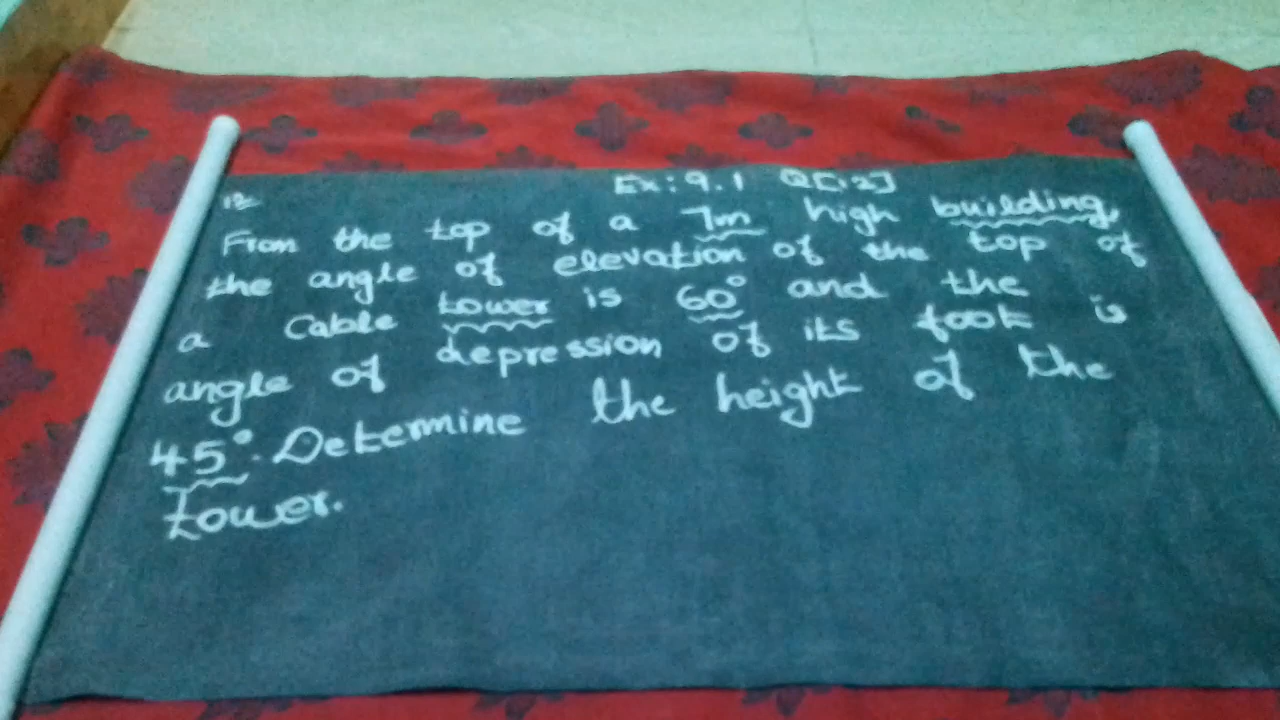 Ex: 9.1 Q[12]
12
From the top of a 7m high building,
the angle of elevation of the top of
a Cable tower is 60° and the
angle of depression of its foot is
45°. Determine the height of the
tower.